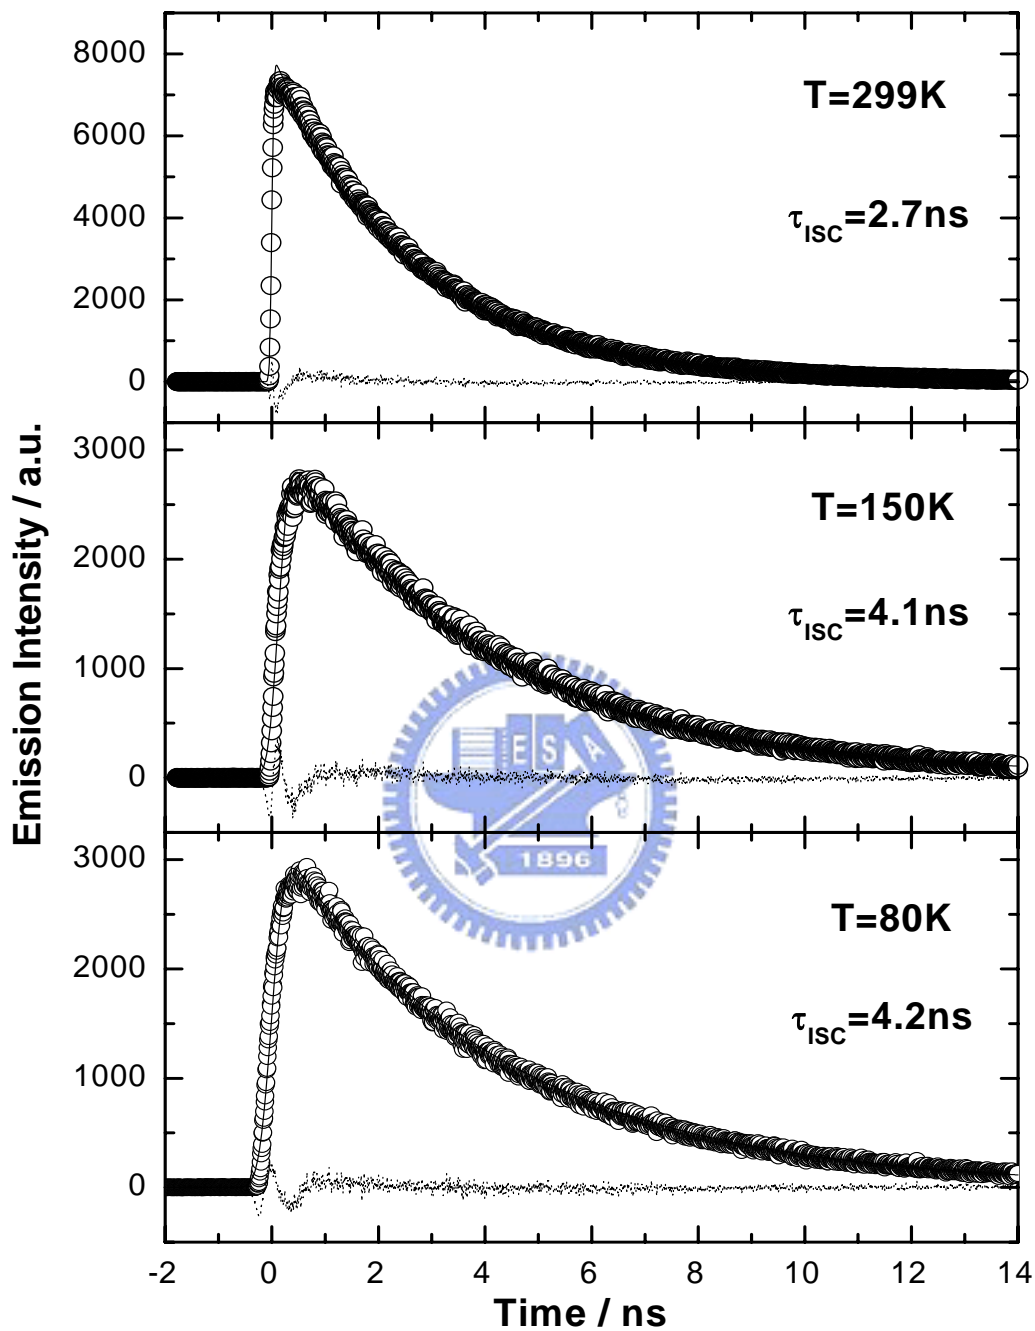 8000
6000
4000
2000
0
T=299K
τISC=2.7ns
3000
2000
1000
0
T=150K
τISC=4.1ns
Emission Intensity / a.u.
E S A
1896
3000
2000
1000
0
T=80K
τISC=4.2ns
-2 0 2 4 6 8 10 12 14
Time / ns